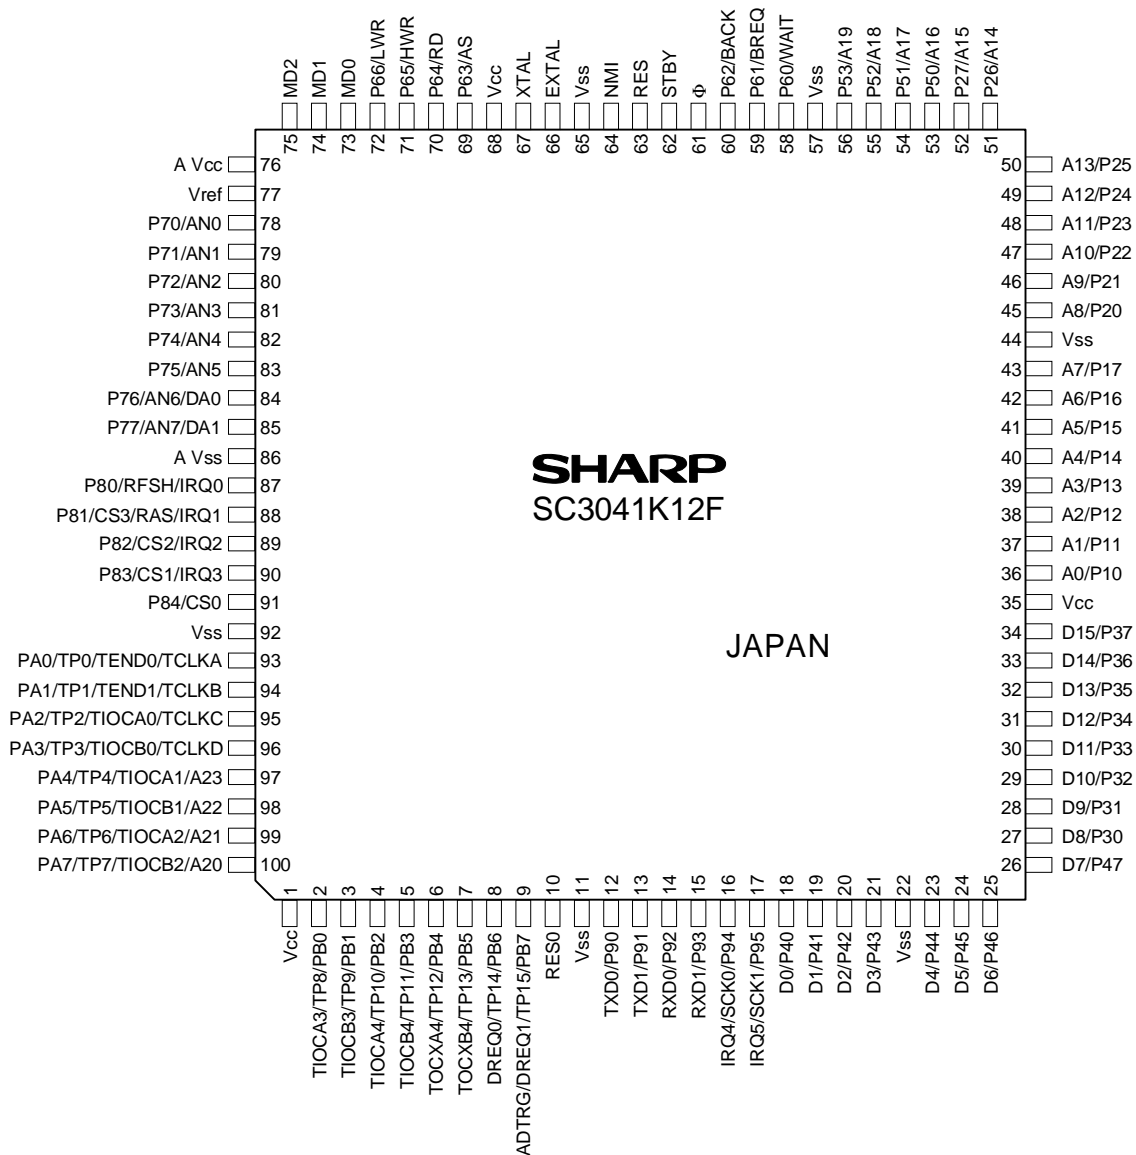 MD2
MD1
MD0
P66/LWR
P65/HWR
P64/RD
P63/AS
Vcc
XTAL
EXTAL
Vss
NMI
RES
STBY
Φ
P62/BACK
P61/BREQ
P60/WAIT
Vss
P53/A19
P52/A18
P51/A17
P50/A16
P27/A15
P26/A14
75
74
73
72
71
70
69
68
67
66
65
64
63
62
61
60
59
58
57
56
55
54
53
52
51
A Vcc 76
Vref 77
P70/AN0 78
P71/AN1 79
P72/AN2 80
P73/AN3 81
P74/AN4 82
P75/AN5 83
P76/AN6/DA0 84
P77/AN7/DA1 85
A Vss 86
P80/RFSH/IRQ0 87
P81/CS3/RAS/IRQ1 88
P82/CS2/IRQ2 89
P83/CS1/IRQ3 90
P84/CS0 91
Vss 92
PA0/TP0/TEND0/TCLKA 93
PA1/TP1/TEND1/TCLKB 94
PA2/TP2/TIOCA0/TCLKC 95
PA3/TP3/TIOCB0/TCLKD 96
PA4/TP4/TIOCA1/A23 97
PA5/TP5/TIOCB1/A22 98
PA6/TP6/TIOCA2/A21 99
PA7/TP7/TIOCB2/A20 100
SHARP
SC3041K12F
JAPAN
50 A13/P25
49 A12/P24
48 A11/P23
47 A10/P22
46 A9/P21
45 A8/P20
44 Vss
43 A7/P17
42 A6/P16
41 A5/P15
40 A4/P14
39 A3/P13
38 A2/P12
37 A1/P11
36 A0/P10
35 Vcc
34 D15/P37
33 D14/P36
32 D13/P35
31 D12/P34
30 D11/P33
29 D10/P32
28 D9/P31
27 D8/P30
26 D7/P47
1
2
3
4
5
6
7
8
9
10
11
12
13
14
15
16
17
18
19
20
21
22
23
24
25
Vcc
TIOCA3/TP8/PB0
TIOCB3/TP9/PB1
TIOCA4/TP10/PB2
TIOCB4/TP11/PB3
TOCXA4/TP12/PB4
TOCXB4/TP13/PB5
DREQ0/TP14/PB6
ADTRG/DREQ1/TP15/PB7
RES0
Vss
TXD0/P90
TXD1/P91
RXD0/P92
RXD1/P93
IRQ4/SCK0/P94
IRQ5/SCK1/P95
D0/P40
D1/P41
D2/P42
D3/P43
Vss
D4/P44
D5/P45
D6/P46